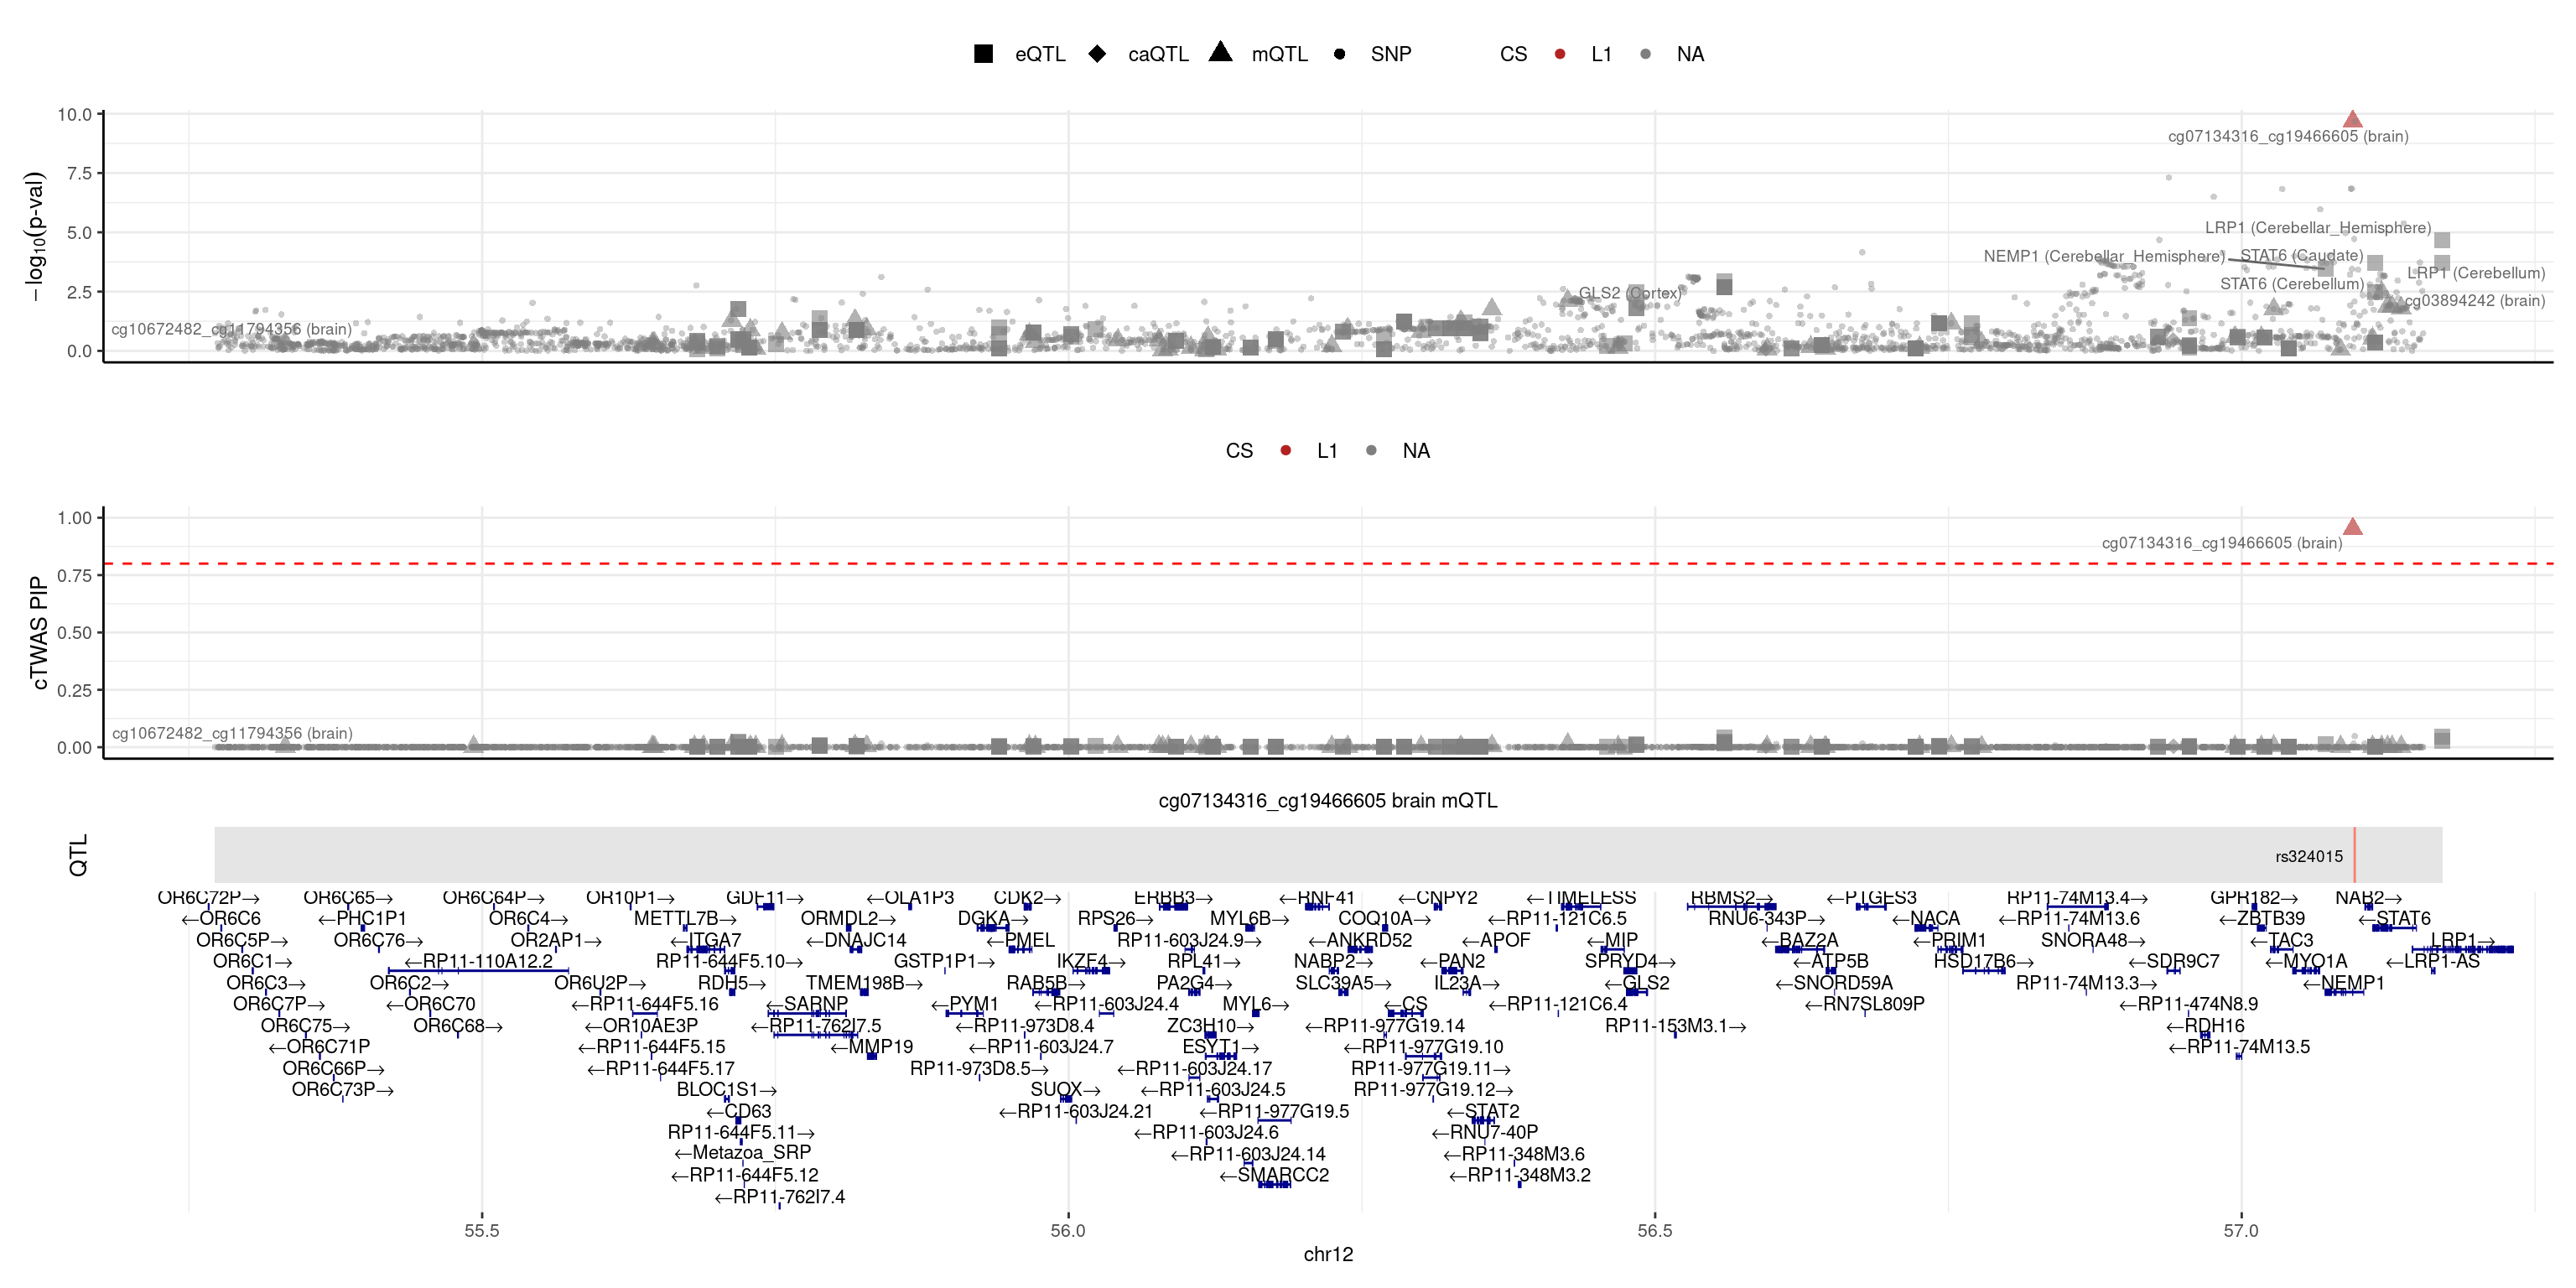 eQTL caQTL mQTL SNP CS L1 NA
10.0
7.5
5.0
2.5
0.0
−log10(p-val)
cg07134316_cg19466605 (brain)
LRP1 (Cerebellar_Hemisphere)
NEMP1 (Cerebellar_Hemisphere) STAT6 (Caudate)
LRP1 (Cerebellum)
STAT6 (Cerebellum)
GLS2 (Cortex)
cg03894242 (brain)
cg10672482_cg11794356 (brain)
CS L1 NA
1.00
0.75
0.50
0.25
0.00
cTWAS PIP
cg07134316_cg19466605 (brain)
cg10672482_cg11794356 (brain)
cg07134316_cg19466605 brain mQTL
QTL
rs324015
OR6C72P→ OR6C65→ OR6C64P→ OR10P1→ GDF11→ ←OLA1P3 CDK2→ ERBB3→ ←RNF41 ←CNPY2 ←TIMELESS RBMS2→ ←PTGES3 RP11-74M13.4→ GPR182→ NAB2→
←OR6C6 ←PHC1P1 OR6C4→ METTL7B→ ORMDL2→ DGKA→ RPS26→ MYL6B→ COQ10A→ ←RP11-121C6.5 RNU6-343P→ ←NACA ←RP11-74M13.6 ←ZBTB39 ←STAT6
OR6C5P→ OR6C76→ OR2AP1→ ←ITGA7 ←DNAJC14 ←PMEL RP11-603J24.9→ ←ANKRD52 ←APOF ←MIP ←BAZ2A ←PRIM1 SNORA48→ ←TAC3 LRP1→
OR6C1→ ←RP11-110A12.2 RP11-644F5.10→ GSTP1P1→ IKZF4→ RPL41→ NABP2→ ←PAN2 SPRYD4→ ←ATP5B HSD17B6→ ←SDR9C7 ←MYO1A ←LRP1-AS
OR6C3→ OR6C2→ OR6U2P→ RDH5→ TMEM198B→ RAB5B→ PA2G4→ SLC39A5→ IL23A→ ←GLS2 ←SNORD59A RP11-74M13.3→ ←NEMP1
OR6C7P→ ←OR6C70 ←RP11-644F5.16 ←SARNP ←PYM1 ←RP11-603J24.4 MYL6→ ←CS ←RP11-121C6.4 ←RN7SL809P ←RP11-474N8.9
OR6C75→ OR6C68→ ←OR10AE3P ←RP11-762I7.5 ←RP11-973D8.4 ZC3H10→ ←RP11-977G19.14 RP11-153M3.1→ ←RDH16
←OR6C71P ←RP11-644F5.15 ←MMP19 ←RP11-603J24.7 ESYT1→ ←RP11-977G19.10 ←RP11-74M13.5
OR6C66P→ ←RP11-644F5.17 RP11-973D8.5→ ←RP11-603J24.17 RP11-977G19.11→
OR6C73P→ BLOC1S1→ SUOX→ ←RP11-603J24.5 RP11-977G19.12→
←CD63 ←RP11-603J24.21 ←RP11-977G19.5 ←STAT2
RP11-644F5.11→ ←RP11-603J24.6 ←RNU7-40P
←Metazoa_SRP ←RP11-603J24.14 ←RP11-348M3.6
←RP11-644F5.12 ←SMARCC2 ←RP11-348M3.2
←RP11-762I7.4
55.5 56.0 56.5 57.0
chr12